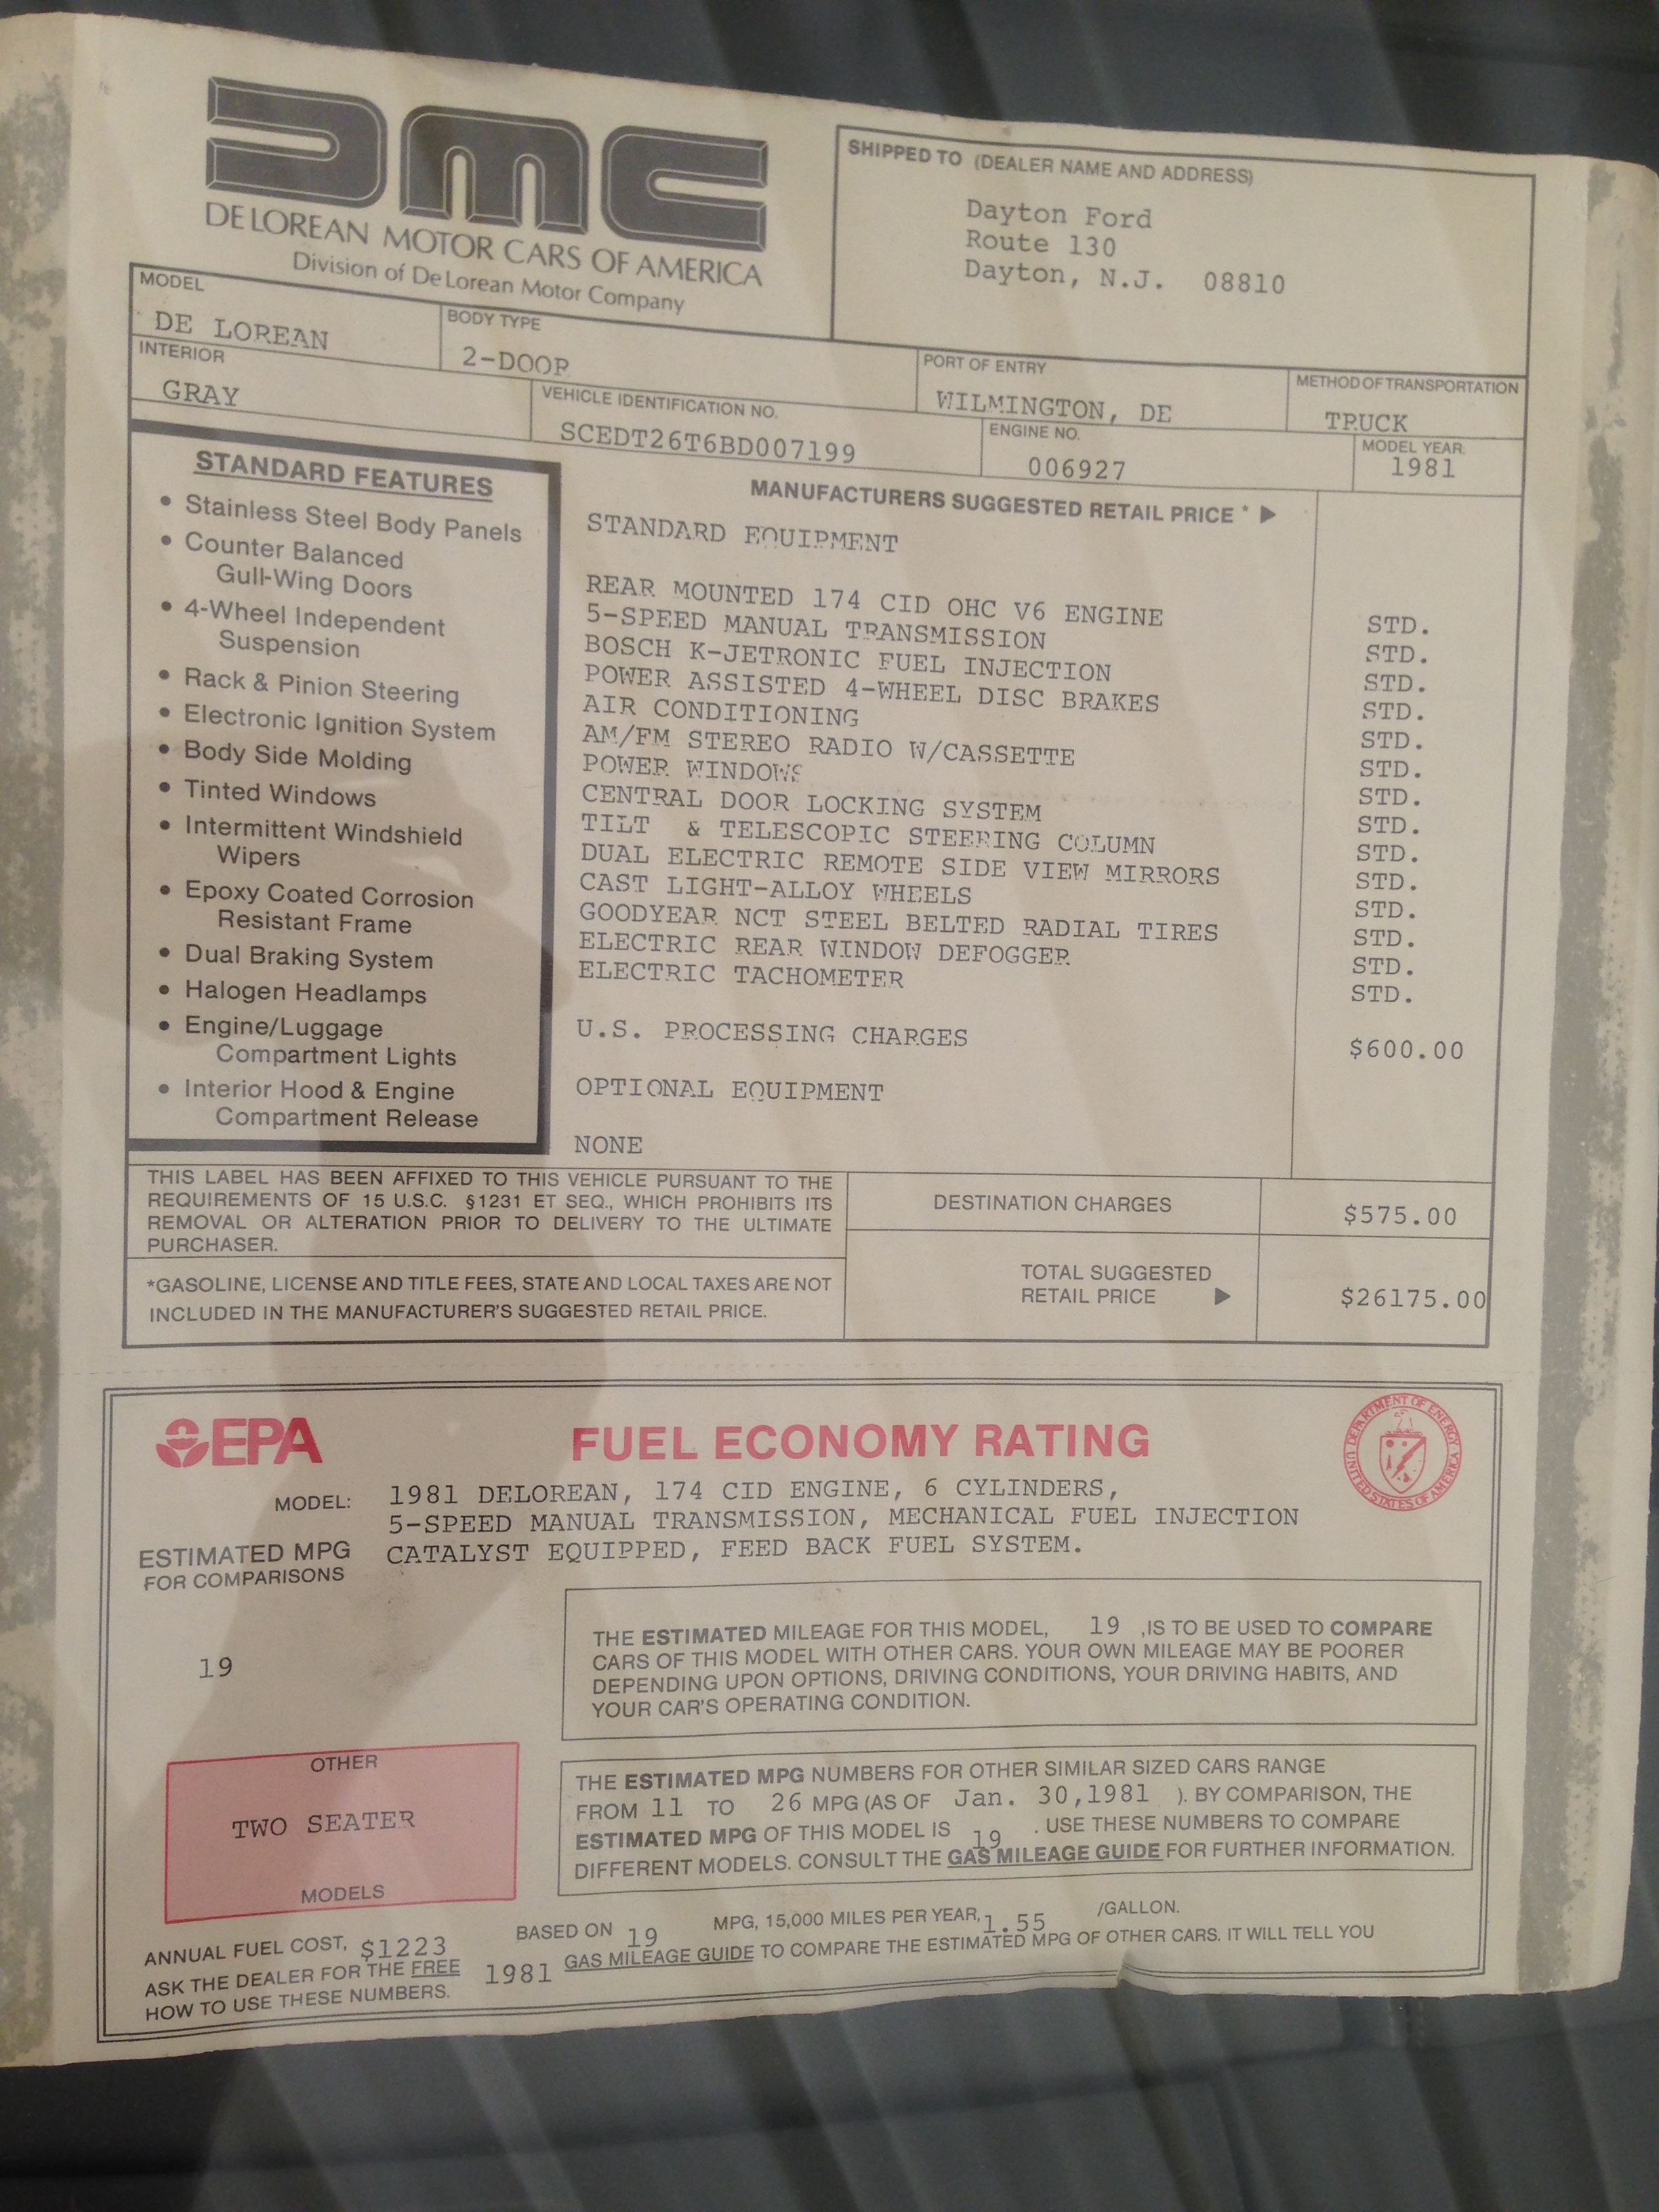 DMC
DELOREAN MOTOR CARS OF AMERICA
Division of DeLorean Motor Company
SHIPPED TO (DEALER NAME AND ADDRESS)
Dayton Ford
Route 130
Dayton, N.J. 08810
MODEL
DE LOREAN
BODY TYPE
2-DOOR
PORT OF ENTRY
WILMINGTON, DE
METHOD OF TRANSPORTATION
TRUCK
INTERIOR
GRAY
VEHICLE IDENTIFICATION NO.
SCEDT26T6BD007199
ENGINE NO.
006927
MODEL YEAR:
1981
STANDARD FEATURES
• Stainless Steel Body Panels
• Counter Balanced
Gull-Wing Doors
• 4-Wheel Independent
Suspension
• Rack & Pinion Steering
• Electronic Ignition System
• Body Side Molding
• Tinted Windows
• Intermittent Windshield
Wipers
• Epoxy Coated Corrosion
Resistant Frame
• Dual Braking System
• Halogen Headlamps
• Engine/Luggage
Compartment Lights
• Interior Hood & Engine
Compartment Release
MANUFACTURERS SUGGESTED RETAIL PRICE * ▶
STANDARD EQUIPMENT
REAR MOUNTED 174 CID OHC V6 ENGINE STD.
5-SPEED MANUAL TRANSMISSION STD.
BOSCH K-JETRONIC FUEL INJECTION STD.
POWER ASSISTED 4-WHEEL DISC BRAKES STD.
AIR CONDITIONING STD.
AM/FM STEREO RADIO W/CASSETTE STD.
POWER WINDOWS STD.
CENTRAL DOOR LOCKING SYSTEM STD.
TILT & TELESCOPIC STEERING COLUMN STD.
DUAL ELECTRIC REMOTE SIDE VIEW MIRRORS STD.
CAST LIGHT-ALLOY WHEELS STD.
GOODYEAR NCT STEEL BELTED RADIAL TIRES STD.
ELECTRIC REAR WINDOW DEFOGGER STD.
ELECTRIC TACHOMETER STD.
U.S. PROCESSING CHARGES $600.00
OPTIONAL EQUIPMENT
NONE
THIS LABEL HAS BEEN AFFIXED TO THIS VEHICLE PURSUANT TO THE
REQUIREMENTS OF 15 U.S.C. §1231 ET SEQ., WHICH PROHIBITS ITS
REMOVAL OR ALTERATION PRIOR TO DELIVERY TO THE ULTIMATE
PURCHASER.
DESTINATION CHARGES $575.00
*GASOLINE, LICENSE AND TITLE FEES, STATE AND LOCAL TAXES ARE NOT
INCLUDED IN THE MANUFACTURER'S SUGGESTED RETAIL PRICE.
TOTAL SUGGESTED
RETAIL PRICE ▶ $26175.00
EPA
FUEL ECONOMY RATING
DEPARTMENT OF ENERGY
UNITED STATES OF AMERICA
MODEL: 1981 DELOREAN, 174 CID ENGINE, 6 CYLINDERS,
5-SPEED MANUAL TRANSMISSION, MECHANICAL FUEL INJECTION
CATALYST EQUIPPED, FEED BACK FUEL SYSTEM.
ESTIMATED MPG
FOR COMPARISONS
19
THE ESTIMATED MILEAGE FOR THIS MODEL, 19 ,IS TO BE USED TO COMPARE
CARS OF THIS MODEL WITH OTHER CARS. YOUR OWN MILEAGE MAY BE POORER
DEPENDING UPON OPTIONS, DRIVING CONDITIONS, YOUR DRIVING HABITS, AND
YOUR CAR'S OPERATING CONDITION.
OTHER
TWO SEATER
MODELS
THE ESTIMATED MPG NUMBERS FOR OTHER SIMILAR SIZED CARS RANGE
FROM 11 TO 26 MPG (AS OF Jan. 30,1981 ). BY COMPARISON, THE
ESTIMATED MPG OF THIS MODEL IS 19 . USE THESE NUMBERS TO COMPARE
DIFFERENT MODELS. CONSULT THE GAS MILEAGE GUIDE FOR FURTHER INFORMATION.
ANNUAL FUEL COST, $1223 BASED ON 19 MPG, 15,000 MILES PER YEAR, 1.55 /GALLON.
ASK THE DEALER FOR THE FREE 1981 GAS MILEAGE GUIDE TO COMPARE THE ESTIMATED MPG OF OTHER CARS. IT WILL TELL YOU
HOW TO USE THESE NUMBERS.